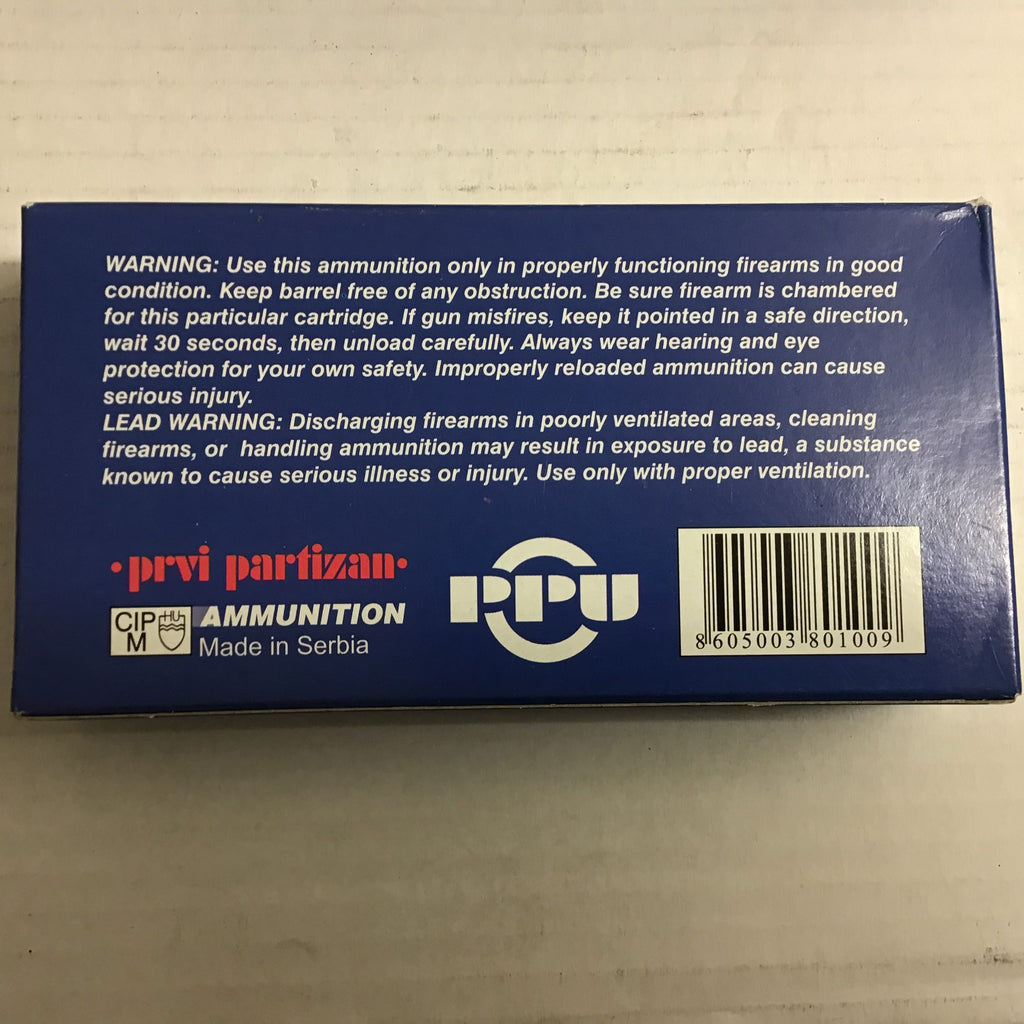 WARNING: Use this ammunition only in properly functioning firearms in good
condition. Keep barrel free of any obstruction. Be sure firearm is chambered
for this particular cartridge. If gun misfires, keep it pointed in a safe direction,
wait 30 seconds, then unload carefully. Always wear hearing and eye
protection for your own safety. Improperly reloaded ammunition can cause
serious injury.
LEAD WARNING: Discharging firearms in poorly ventilated areas, cleaning
firearms, or handling ammunition may result in exposure to lead, a substance
known to cause serious illness or injury. Use only with proper ventilation.
·prvi partizan·
CIP
M
HU
AMMUNITION
Made in Serbia
PPU
8 605003 801009